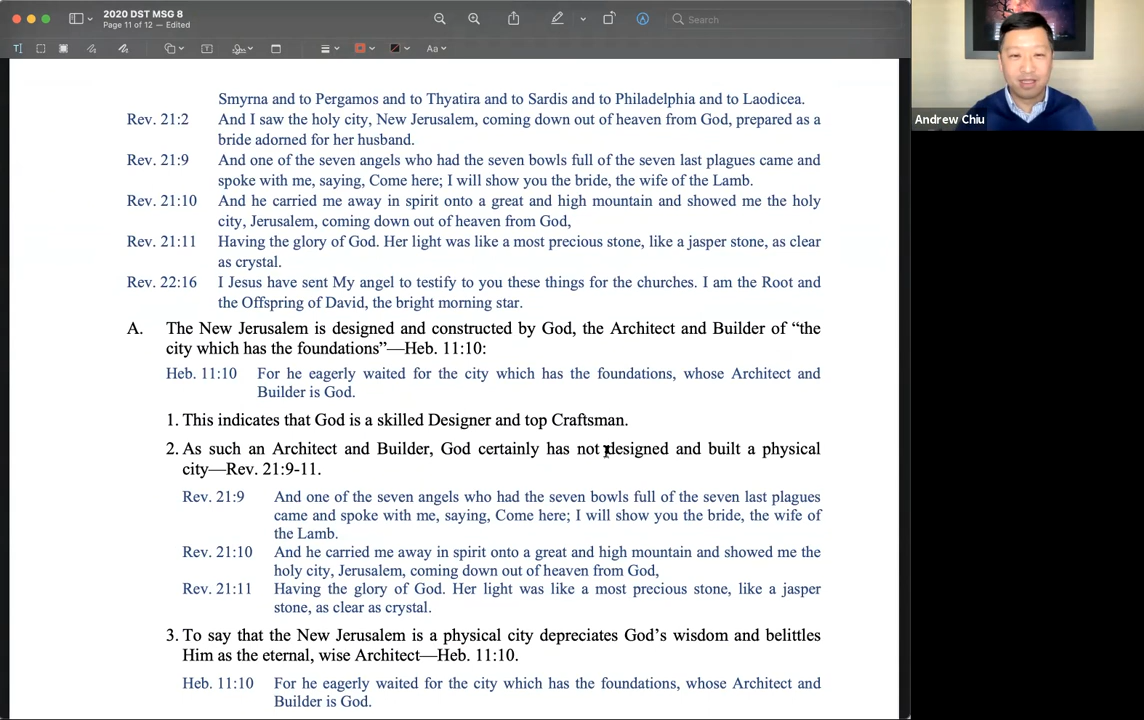 2020 DST MSG 8
Page 11 of 12 — Edited
Search
Aa
Smyrna and to Pergamos and to Thyatira and to Sardis and to Philadelphia and to Laodicea.
Rev. 21:2 And I saw the holy city, New Jerusalem, coming down out of heaven from God, prepared as a
bride adorned for her husband.
Rev. 21:9 And one of the seven angels who had the seven bowls full of the seven last plagues came and
spoke with me, saying, Come here; I will show you the bride, the wife of the Lamb.
Rev. 21:10 And he carried me away in spirit onto a great and high mountain and showed me the holy
city, Jerusalem, coming down out of heaven from God,
Rev. 21:11 Having the glory of God. Her light was like a most precious stone, like a jasper stone, as clear
as crystal.
Rev. 22:16 I Jesus have sent My angel to testify to you these things for the churches. I am the Root and
the Offspring of David, the bright morning star.
A. The New Jerusalem is designed and constructed by God, the Architect and Builder of “the
city which has the foundations”—Heb. 11:10:
Heb. 11:10 For he eagerly waited for the city which has the foundations, whose Architect and
Builder is God.
1. This indicates that God is a skilled Designer and top Craftsman.
2. As such an Architect and Builder, God certainly has not designed and built a physical
city—Rev. 21:9-11.
Rev. 21:9 And one of the seven angels who had the seven bowls full of the seven last plagues
came and spoke with me, saying, Come here; I will show you the bride, the wife of
the Lamb.
Rev. 21:10 And he carried me away in spirit onto a great and high mountain and showed me the
holy city, Jerusalem, coming down out of heaven from God,
Rev. 21:11 Having the glory of God. Her light was like a most precious stone, like a jasper
stone, as clear as crystal.
3. To say that the New Jerusalem is a physical city depreciates God’s wisdom and belittles
Him as the eternal, wise Architect—Heb. 11:10.
Heb. 11:10 For he eagerly waited for the city which has the foundations, whose Architect and
Builder is God.
Andrew Chiu